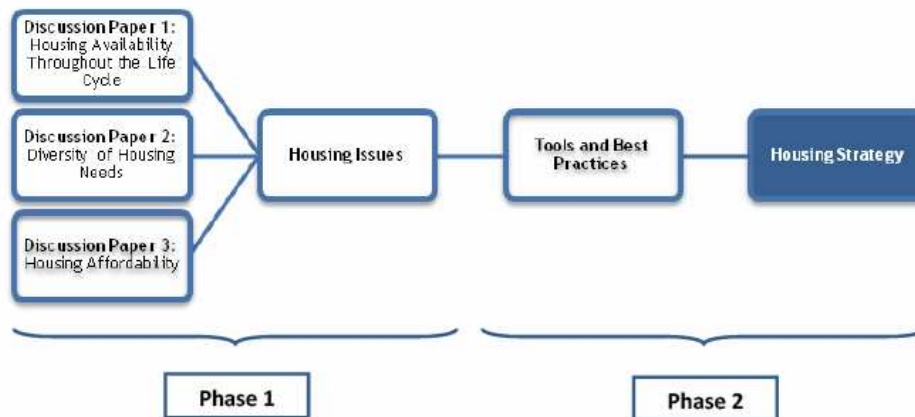 Discussion Paper 1:
Housing Availability
Throughout the Life
Cycle
Discussion Paper 2:
Diversity of Housing
Needs
Discussion Paper 3:
Housing Affordability
Housing Issues
Tools and Best
Practices
Housing Strategy
Phase 1
Phase 2